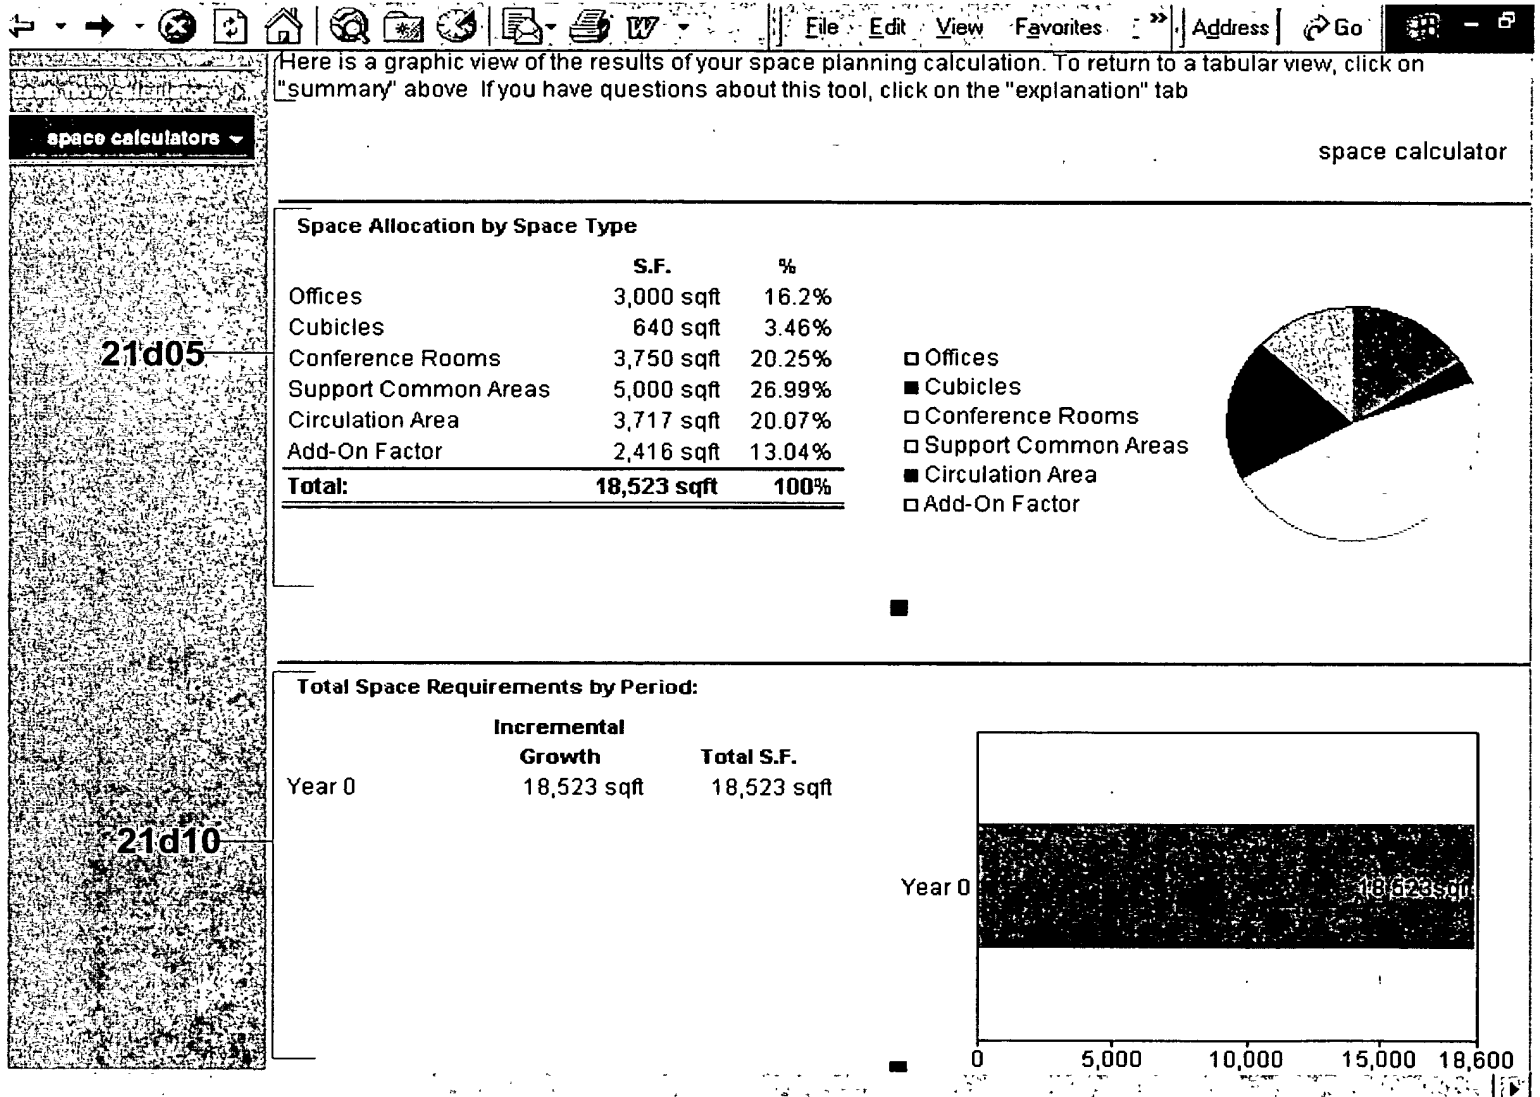 File Edit View Favorites » Address Go
Here is a graphic view of the results of your space planning calculation. To return to a tabular view, click on
"summary" above If you have questions about this tool, click on the "explanation" tab
space calculators
space calculator
Space Allocation by Space Type
S.F. %
Offices 3,000 sqft 16.2%
Cubicles 640 sqft 3.46%
21d05
Conference Rooms 3,750 sqft 20.25%
Support Common Areas 5,000 sqft 26.99%
Circulation Area 3,717 sqft 20.07%
Add-On Factor 2,416 sqft 13.04%
Total: 18,523 sqft 100%
Offices
Cubicles
Conference Rooms
Support Common Areas
Circulation Area
Add-On Factor
Total Space Requirements by Period:
Incremental
Growth Total S.F.
Year 0 18,523 sqft 18,523 sqft
21d10
Year 0
18,523sqft
0 5,000 10,000 15,000 18,600